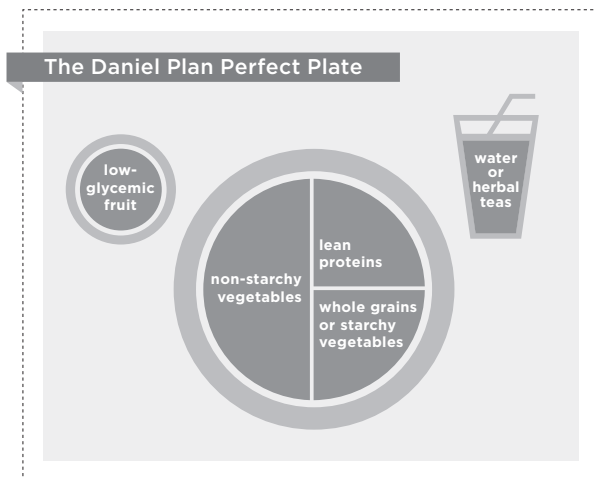 The Daniel Plan Perfect Plate
low-
glycemic
fruit
water
or
herbal
teas
non-starchy
vegetables
lean
proteins
whole grains
or starchy
vegetables